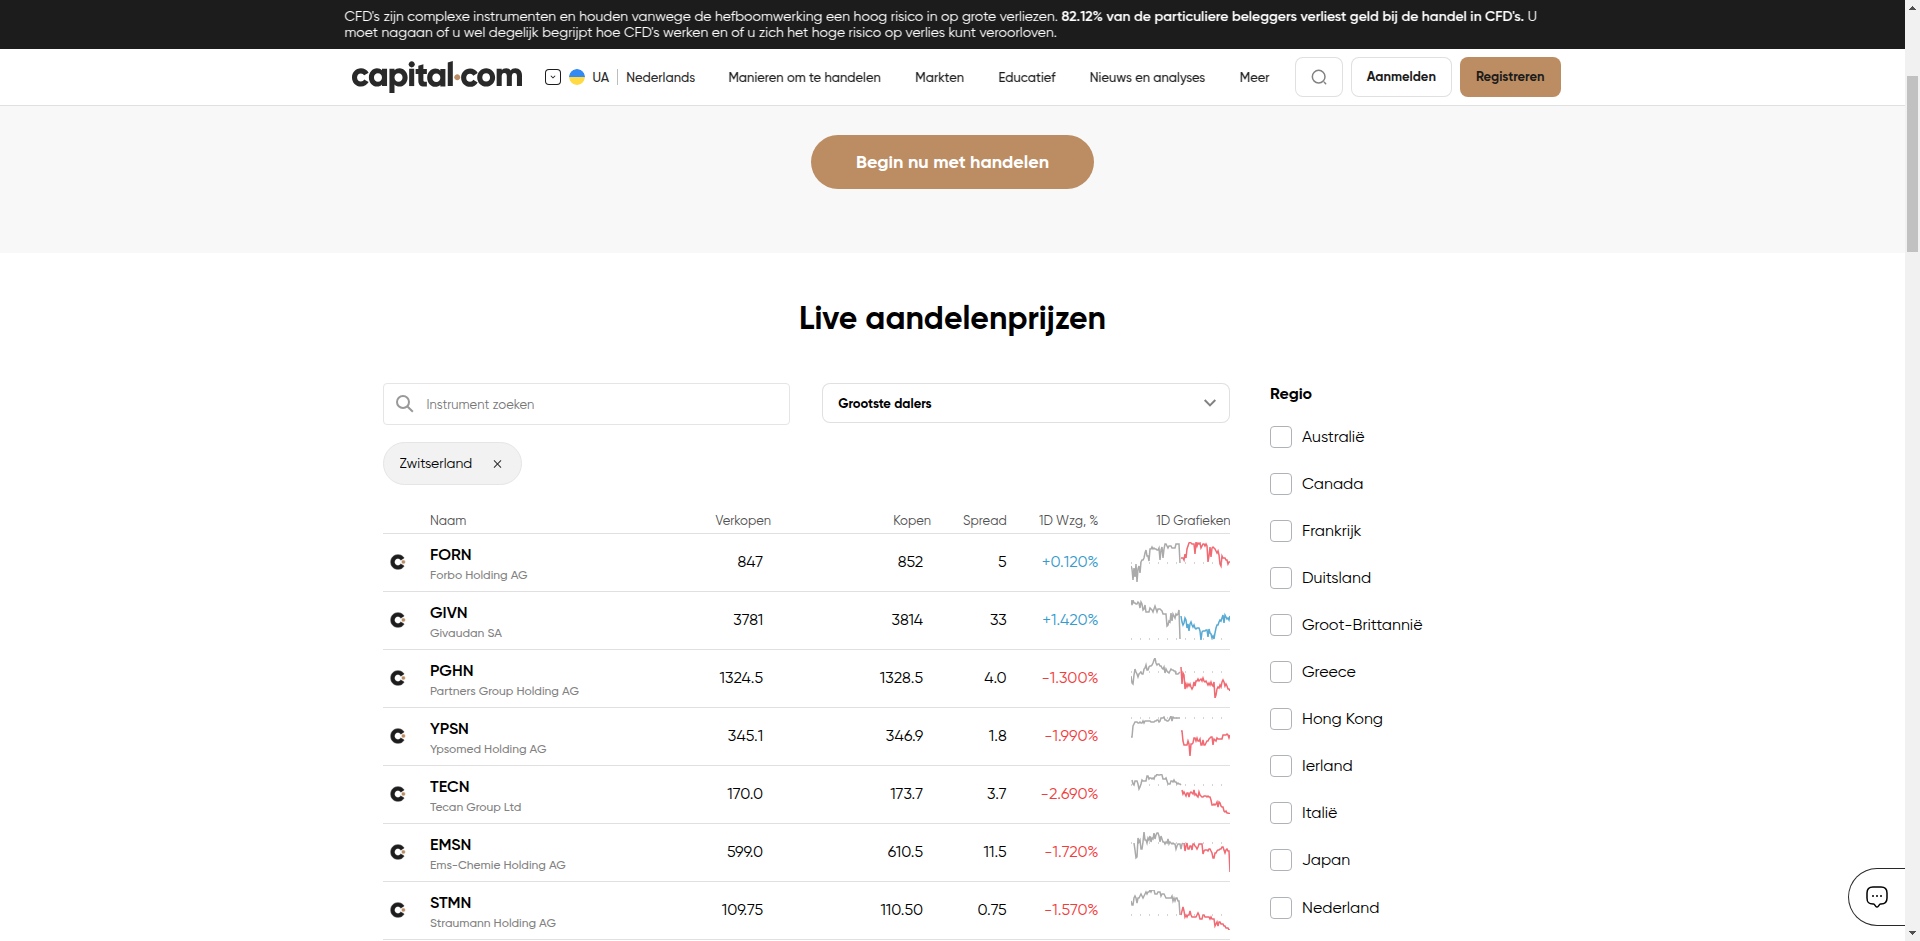 CFD's zijn complexe instrumenten en houden vanwege de hefboomwerking een hoog risico in op grote verliezen. 82.12% van de particuliere beleggers verliest geld bij de handel in CFD's. U
moet nagaan of u wel degelijk begrijpt hoe CFD's werken en of u zich het hoge risico op verlies kunt veroorloven.
capital.com UA Nederlands Manieren om te handelen Markten Educatief Nieuws en analyses Meer Aanmelden Registreren
Begin nu met handelen
Live aandelenprijzen
Instrument zoeken Grootste dalers
Zwitserland
Naam Verkopen Kopen Spread 1D Wzg, % 1D Grafieken
FORN 847 852 5 +0.120%
Forbo Holding AG
GIVN 3781 3814 33 +1.420%
Givaudan SA
PGHN 1324.5 1328.5 4.0 -1.300%
Partners Group Holding AG
YPSN 345.1 346.9 1.8 -1.990%
Ypsomed Holding AG
TECN 170.0 173.7 3.7 -2.690%
Tecan Group Ltd
EMSN 599.0 610.5 11.5 -1.720%
Ems-Chemie Holding AG
STMN 109.75 110.50 0.75 -1.570%
Straumann Holding AG
Regio
Australië
Canada
Frankrijk
Duitsland
Groot-Brittannië
Greece
Hong Kong
Ierland
Italië
Japan
Nederland